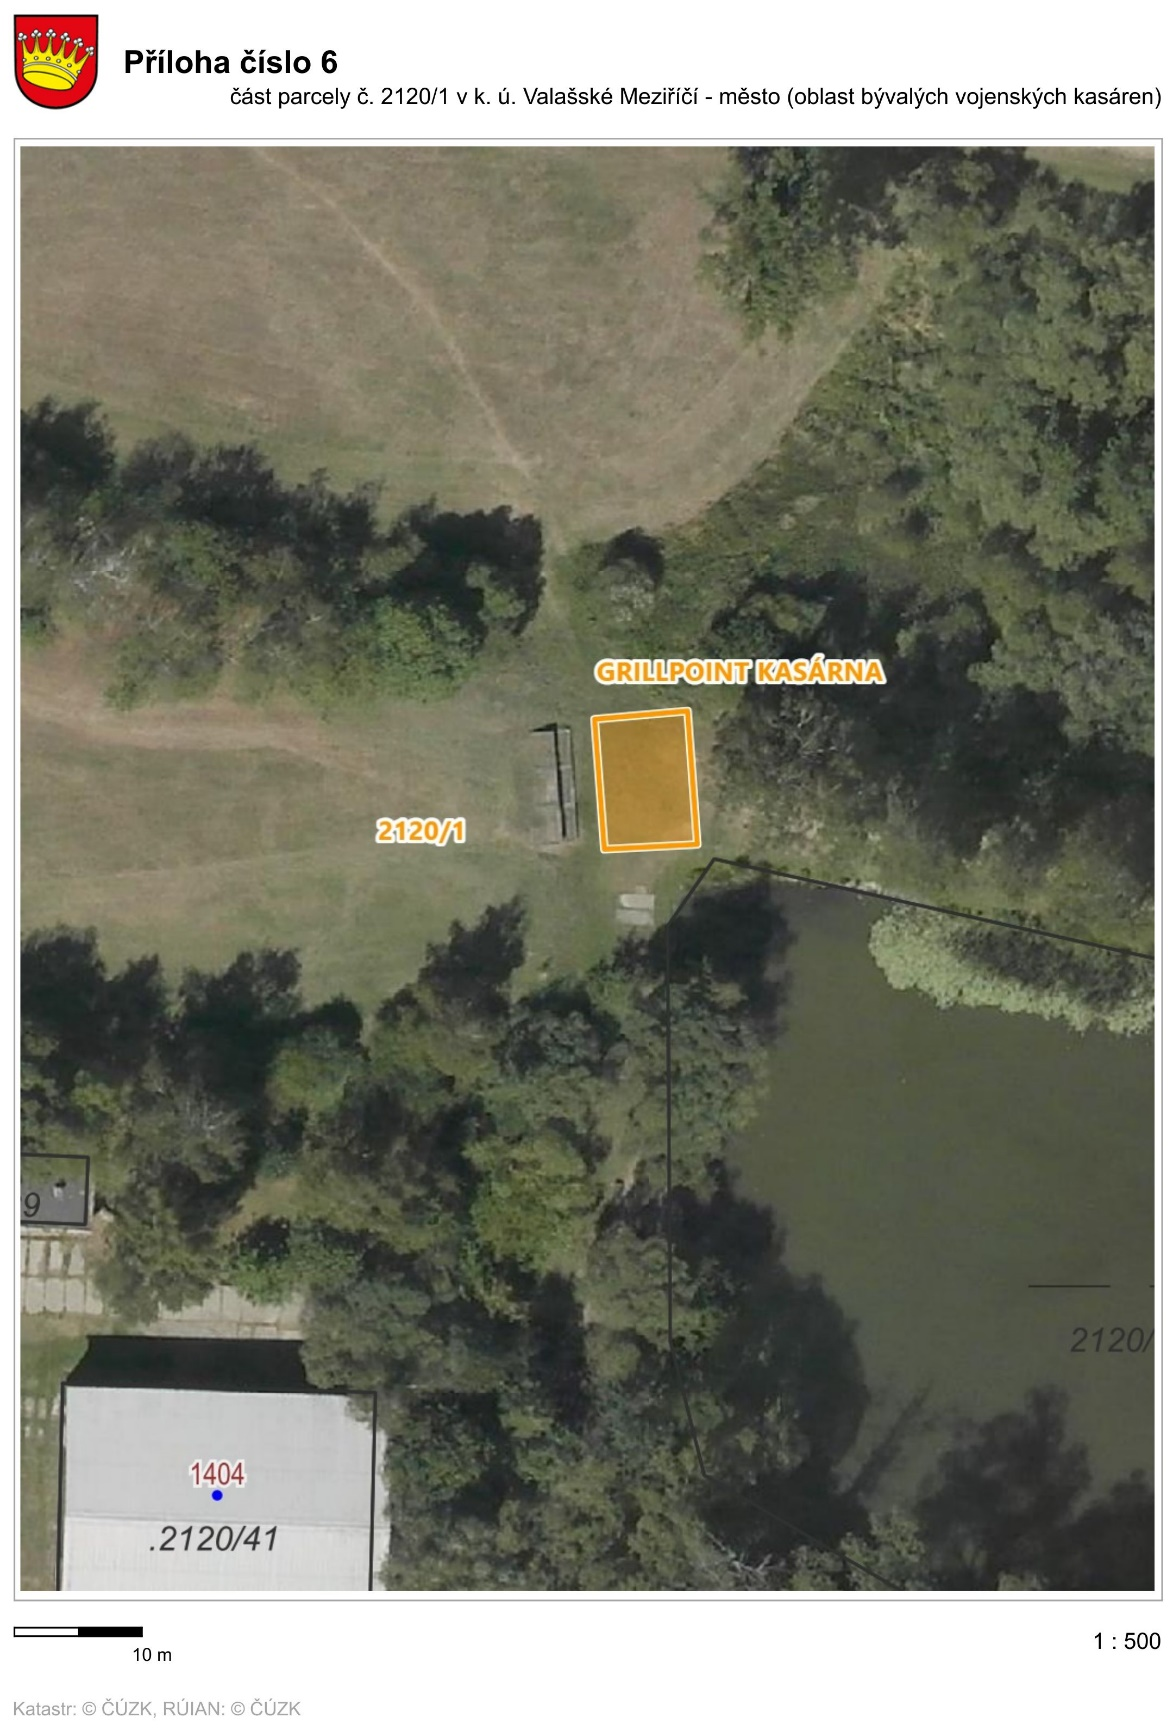 Příloha číslo 6
část parcely č. 2120/1 v k. ú. Valašské Meziříčí - město (oblast bývalých vojenských kasáren)
GRILLPOINT KASÁRNA
2120/1
9
2120/
1404
.2120/41
10 m
1 : 500
Katastr: © ČÚZK, RÚIAN: © ČÚZK